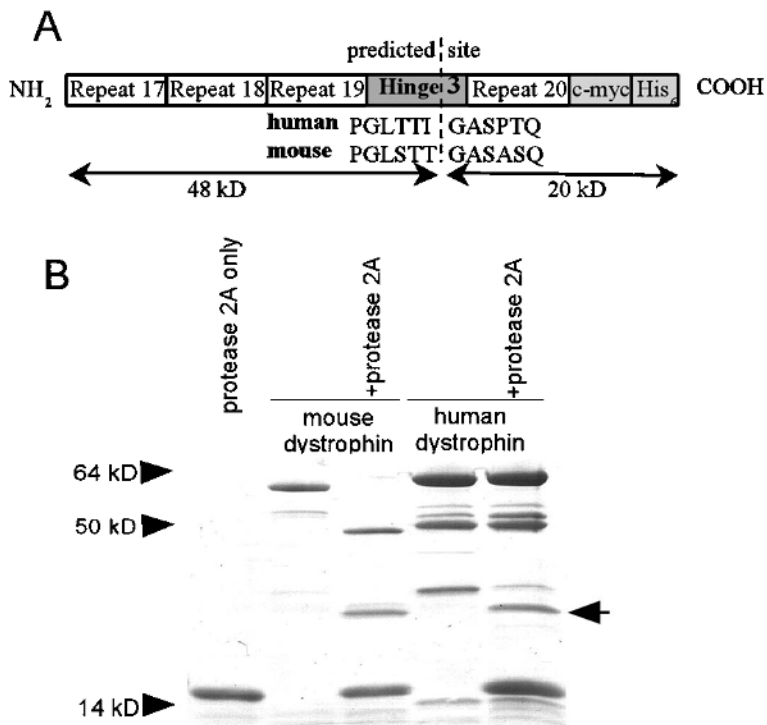 A
predicted site
NH2 Repeat 17 Repeat 18 Repeat 19 Hinge 3 Repeat 20 c-myc His6 COOH
human PGLTTI GASPTQ
mouse PGLSTT GASASQ
48 kD 20 kD
B
protease 2A only
+protease 2A
+protease 2A
mouse dystrophin
human dystrophin
64 kD
50 kD
14 kD